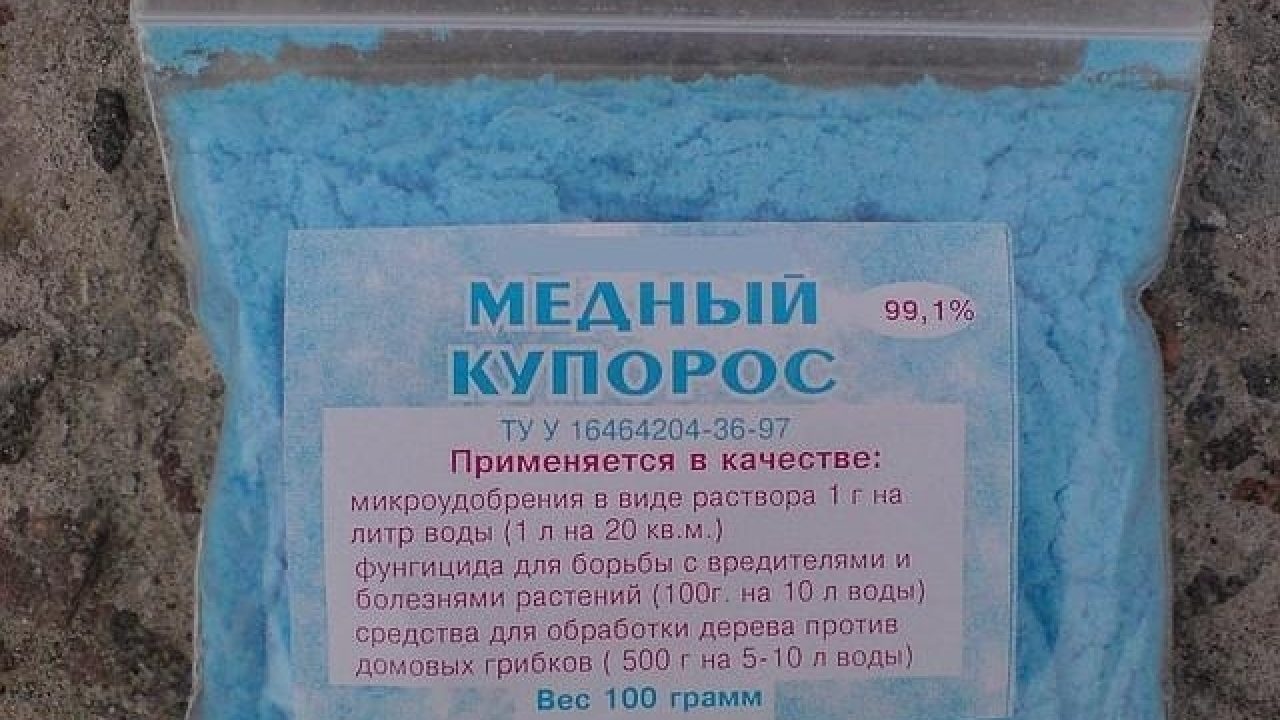 МЕДНЫЙ
99,1%
КУПОРОС
ТУ У 16464204-36-97
Применяется в качестве:
микроудобрения в виде раствора 1 г на
литр воды (1 л на 20 кв.м.)
фунгицида для борьбы с вредителями и
болезнями растений (100г. на 10 л воды)
средства для обработки дерева против
домовых грибков ( 500 г на 5-10 л воды)
Вес 100 грамм